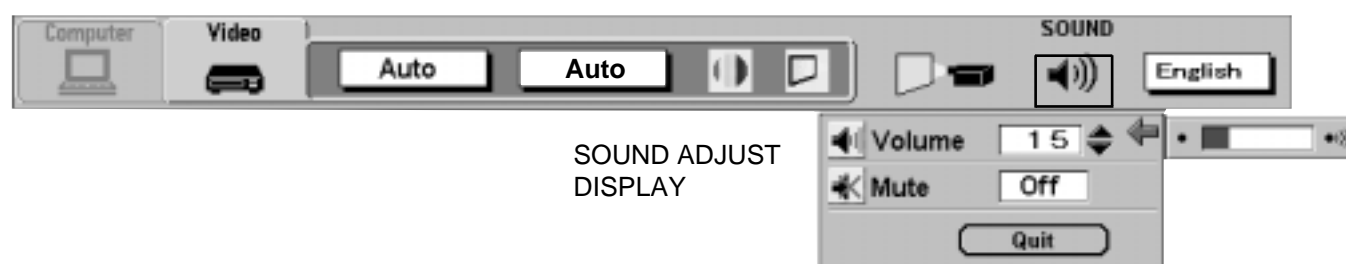 Computer Video SOUND
Auto Auto English
SOUND ADJUST
DISPLAY
Volume 15
Mute Off
Quit